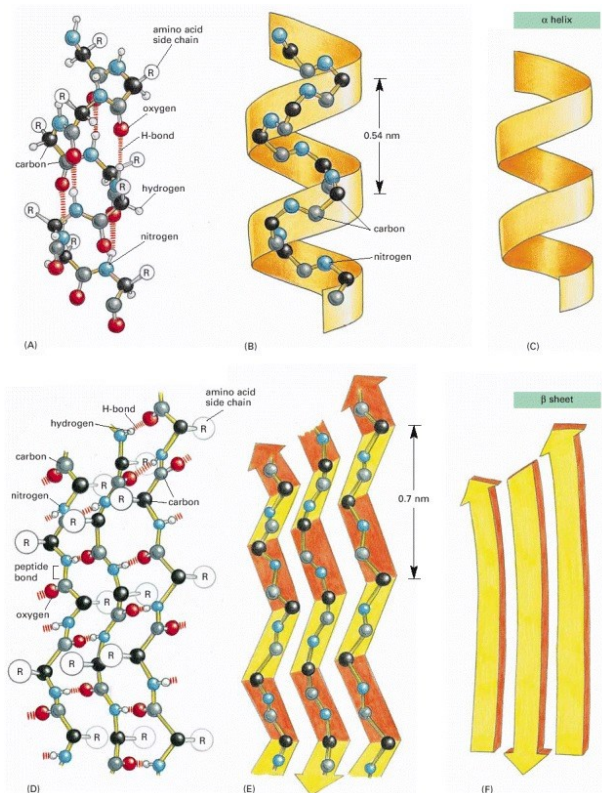 α helix
amino acid
side chain
R
R
oxygen
H-bond
R
R
carbon
R
R
hydrogen
R
nitrogen
R
R
(A)
0.54 nm
carbon
nitrogen
(B)
(C)
β sheet
amino acid
side chain
H-bond
hydrogen
R
carbon
R
R
carbon
nitrogen
R
R
R
R
peptide
bond
oxygen
R
R
R
R
R
R
R
R
(D)
0.7 nm
(E)
(F)